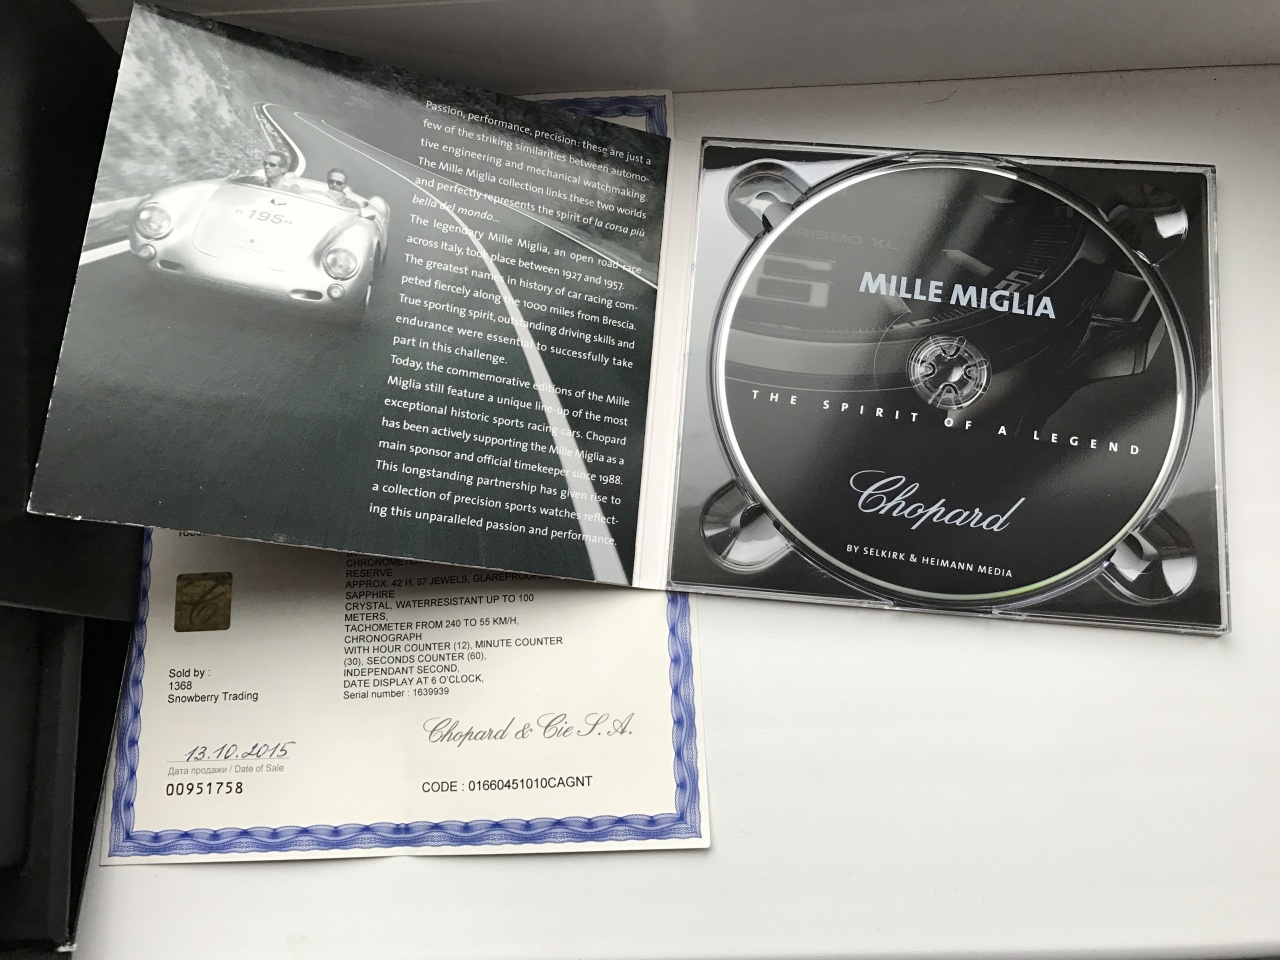 195
Passion, performance, precision: these are just a
few of the striking similarities between automo-
tive engineering and mechanical watchmaking.
The Mille Miglia collection links these two worlds
and perfectly represents the spirit of la corsa più
bella del mondo...
The legendary Mille Miglia, an open road race
across Italy, took place between 1927 and 1957.
The greatest names in history of car racing com-
peted fiercely along the 1000 miles from Brescia.
True sporting spirit, outstanding driving skills and
endurance were essential to successfully take
part in this challenge.
Today, the commemorative editions of the Mille
Miglia still feature a unique line-up of the most
exceptional historic sports racing cars. Chopard
has been actively supporting the Mille Miglia as a
main sponsor and official timekeeper since 1988.
This longstanding partnership has given rise to
a collection of precision sports watches reflect-
ing this unparalleled passion and performance.
RISMO XL
MILLE MIGLIA
THE SPIRIT OF A LEGEND
Chopard
BY SELKIRK & HEIMANN MEDIA
CHRONOMETER
RESERVE
APPROX. 42 H, 37 JEWELS, GLAREPROOF
SAPPHIRE
CRYSTAL, WATERRESISTANT UP TO 100
METERS,
TACHOMETER FROM 240 TO 55 KM/H,
CHRONOGRAPH
WITH HOUR COUNTER (12), MINUTE COUNTER
(30), SECONDS COUNTER (60),
INDEPENDANT SECOND,
DATE DISPLAY AT 6 O'CLOCK,
Serial number : 1639939
Sold by :
1368
Snowberry Trading
Chopard & Cie S.A.
13.10.2015
Дата продажи / Date of Sale
00951758
CODE : 01660451010CAGNT